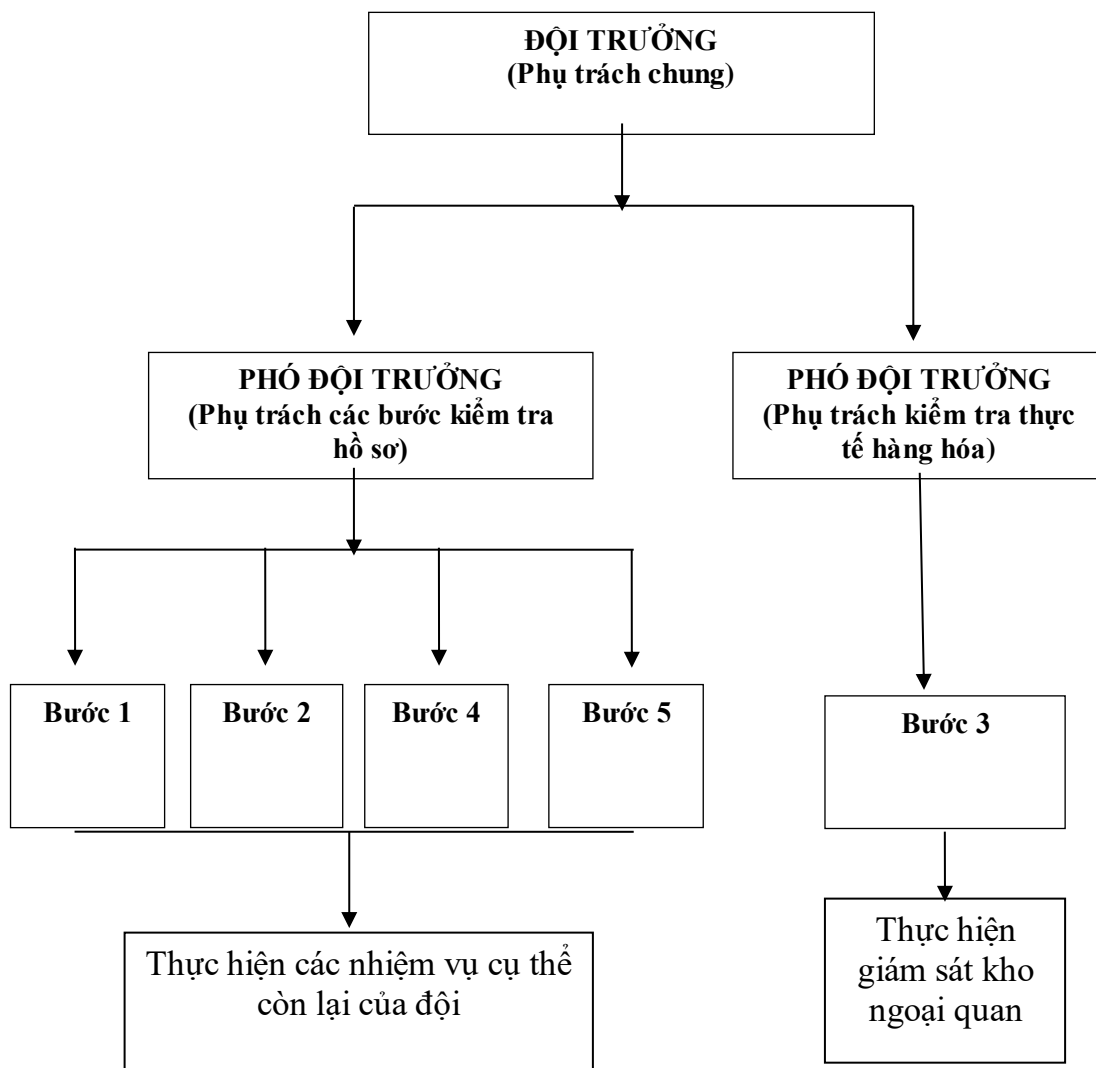 ĐỘI TRƯỞNG
(Phụ trách chung)
PHÓ ĐỘI TRƯỞNG
(Phụ trách các bước kiểm tra
hồ sơ)
PHÓ ĐỘI TRƯỞNG
(Phụ trách kiểm tra thực
tế hàng hóa)
Bước 1
Bước 2
Bước 4
Bước 5
Bước 3
Thực hiện các nhiệm vụ cụ thể
còn lại của đội
Thực hiện
giám sát kho
ngoại quan